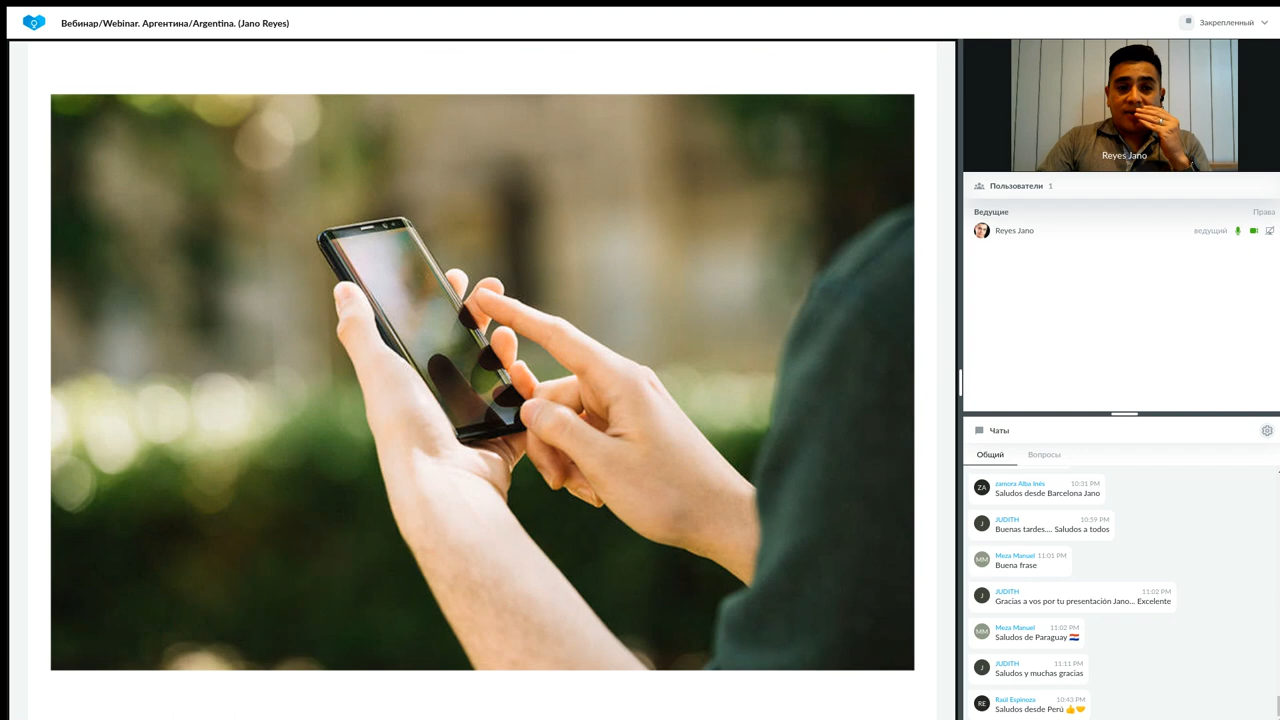 Вебинар/Webinar. Аргентина/Argentina. (Jano Reyes)
Закрепленный
Reyes Jano
Пользователи 1
Ведущие
Права
Reyes Jano
ведущий
Чаты
Общий
Вопросы
ZA
zamora Alba Inés 10:31 PM
Saludos desde Barcelona Jano
J
JUDITH 10:59 PM
Buenas tardes.... Saludos a todos
MM
Meza Manuel 11:01 PM
Buena frase
J
JUDITH 11:02 PM
Gracias a vos por tu presentación Jano... Excelente
MM
Meza Manuel 11:02 PM
Saludos de Paraguay 🇵🇾
J
JUDITH 11:11 PM
Saludos y muchas gracias
RE
Raúl Espinoza 10:43 PM
Saludos desde Perú 👍🤝